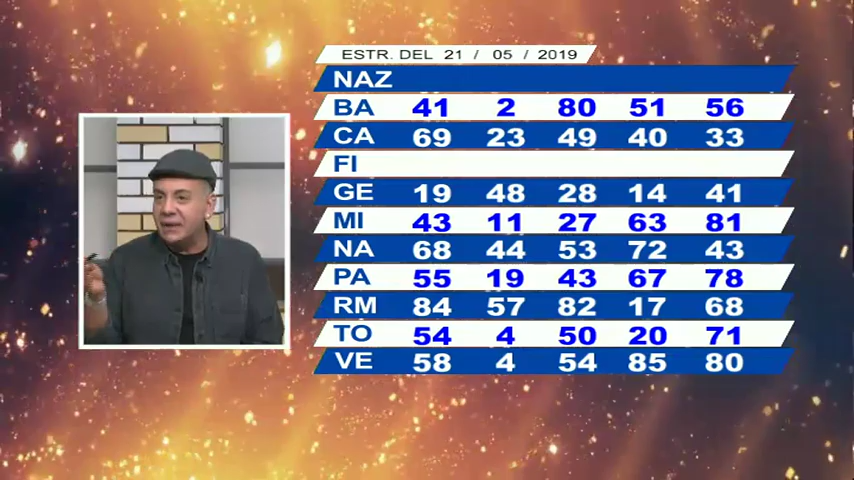 ESTR. DEL 21 / 05 / 2019
NAZ
BA 41 2 80 51 56
CA 69 23 49 40 33
FI
GE 19 48 28 14 41
MI 43 11 27 63 81
NA 68 44 53 72 43
PA 55 19 43 67 78
RM 84 57 82 17 68
TO 54 4 50 20 71
VE 58 4 54 85 80